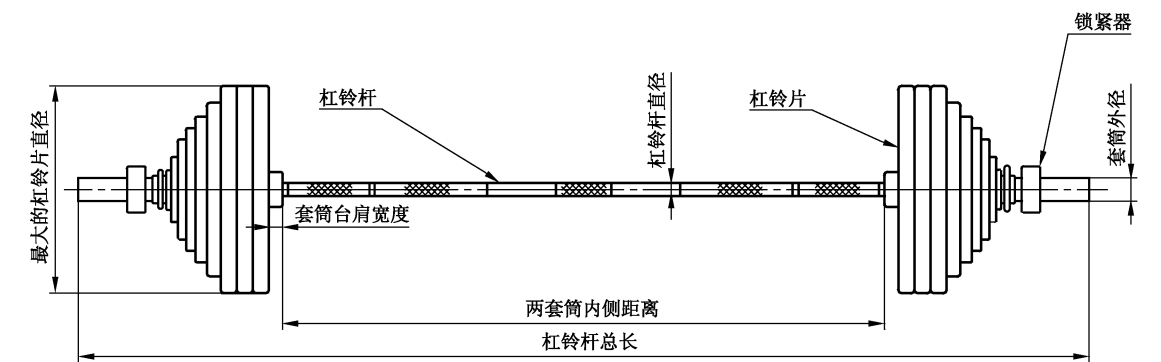 锁紧器
杠铃杆
杠铃杆直径
杠铃片
套筒外径
最大的杠铃片直径
套筒台肩宽度
两套筒内侧距离
杠铃杆总长